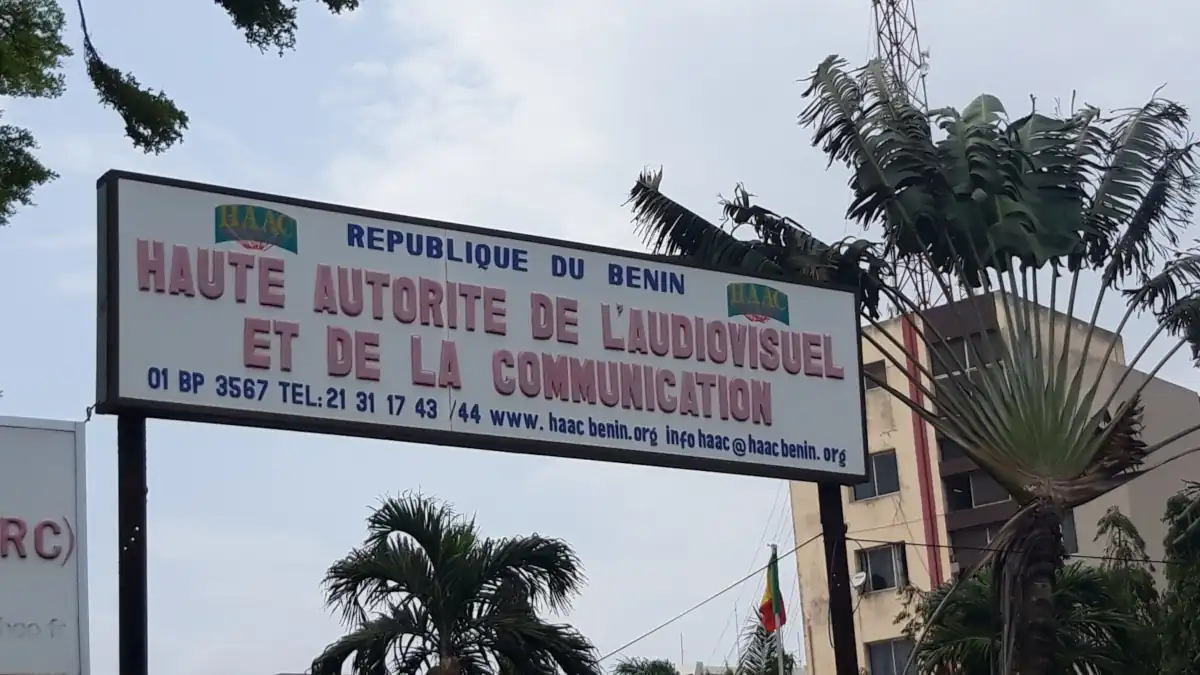 HAAC
REPUBLIQUE DU BENIN
HAAC
HAUTE AUTORITE DE L'AUDIOVISUEL
ET DE LA COMMUNICATION
01 BP 3567 TEL: 21 31 17 43 /44 www. haac benin.org info haac@haac benin. org
RC)